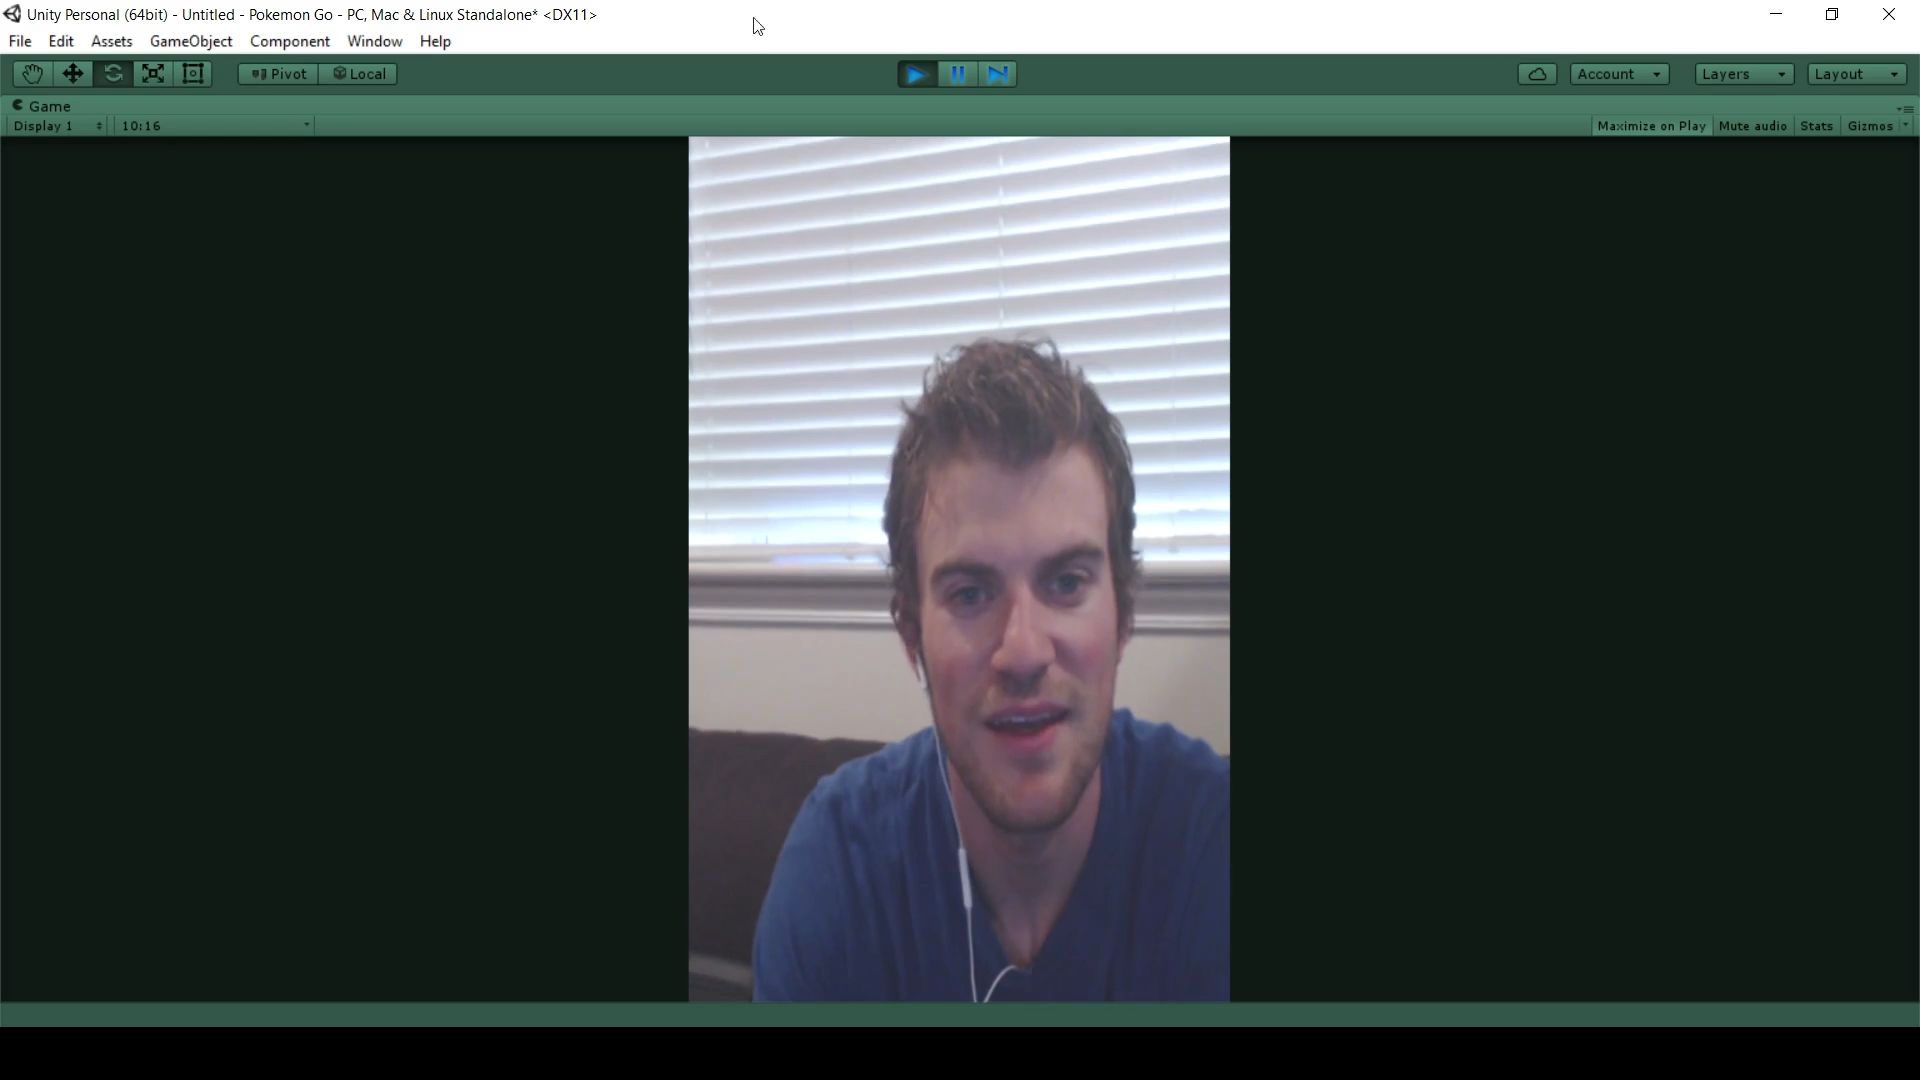 Unity Personal (64bit) - Untitled - Pokemon Go - PC, Mac & Linux Standalone* <DX11>
File Edit Assets GameObject Component Window Help
Pivot Local Account Layers Layout
Game
Display 1 10:16 Maximize on Play Mute audio Stats Gizmos